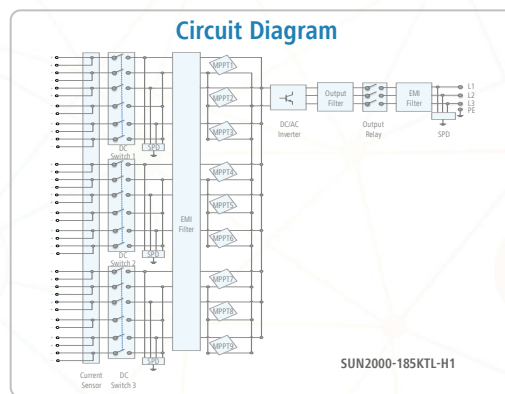 Circuit Diagram
MPPT1
MPPT2
MPPT3
DC
Switch 1
SPD
MPPT4
MPPT5
MPPT6
EMI
Filter
DC
Switch 2
SPD
MPPT7
MPPT8
MPPT9
SPD
Current
Sensor
DC
Switch 3
DC/AC
Inverter
Output
Filter
Output
Relay
EMI
Filter
L1
L2
L3
PE
SPD
SUN2000-185KTL-H1